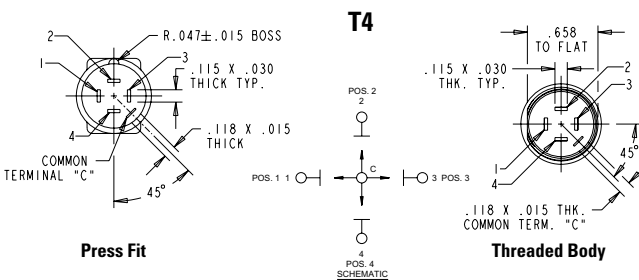 T4
2
R.047±.015 BOSS
1
3
.115 X .030
THICK TYP.
4
.118 X .015
THICK
COMMON
TERMINAL "C"
45°
Press Fit
POS. 2
2
C
POS. 1 1
3 POS. 3
4
POS. 4
SCHEMATIC
.658
TO FLAT
.115 X .030
THK. TYP.
2
3
1
4
45°
.118 X .015 THK.
COMMON TERM. "C"
Threaded Body